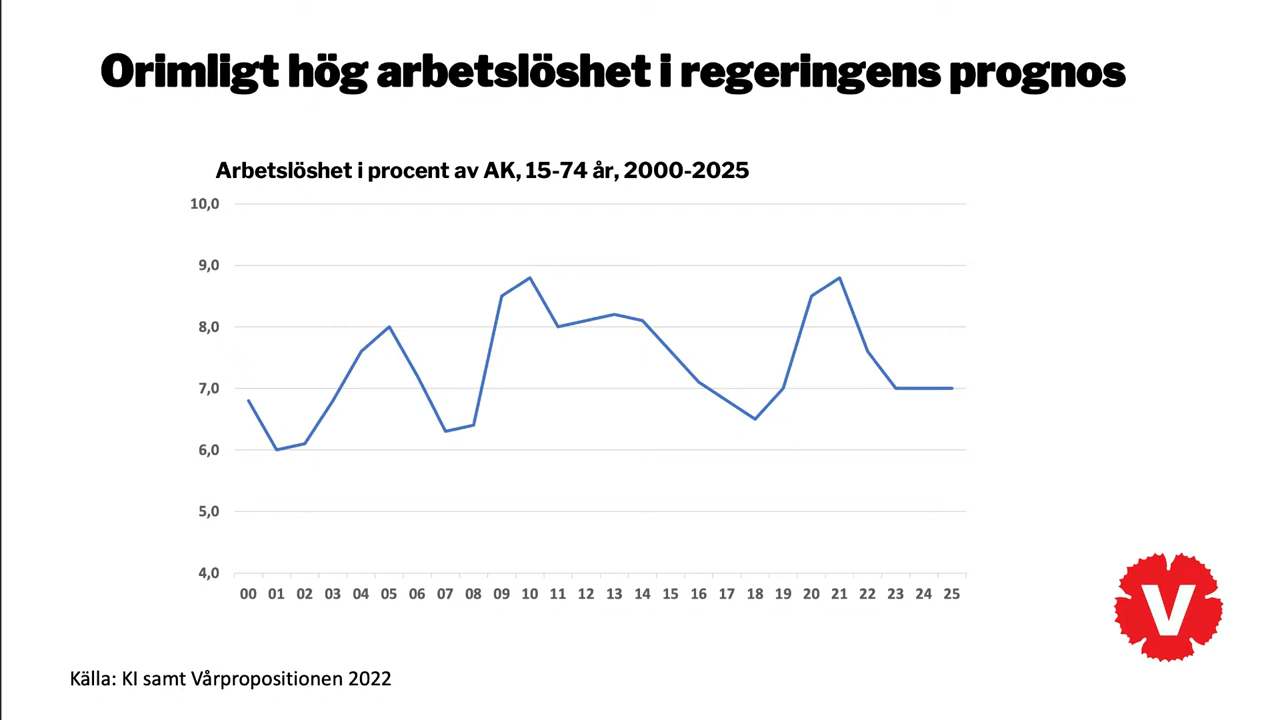 Orimligt hög arbetslöshet i regeringens prognos
Arbetslöshet i procent av AK, 15-74 år, 2000-2025
10,0
9,0
8,0
7,0
6,0
5,0
4,0
00 01 02 03 04 05 06 07 08 09 10 11 12 13 14 15 16 17 18 19 20 21 22 23 24 25
V
Källa: KI samt Vårpropositionen 2022